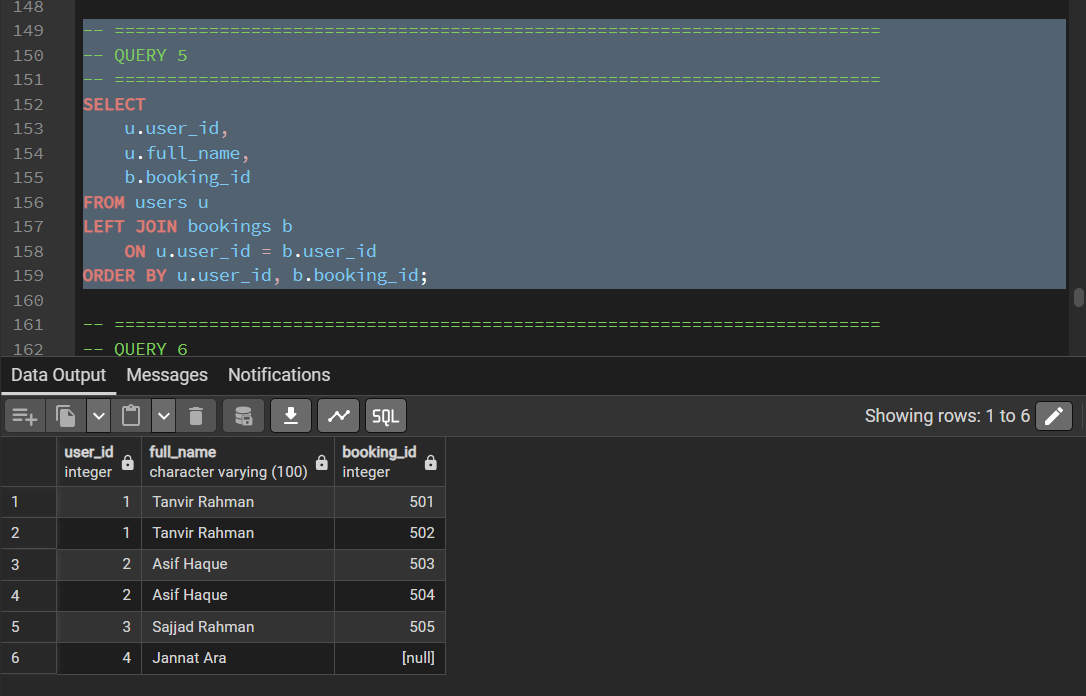 148
149 -- =========================================================================
150 -- QUERY 5
151 -- =========================================================================
152 SELECT
153     u.user_id,
154     u.full_name,
155     b.booking_id
156 FROM users u
157 LEFT JOIN bookings b
158     ON u.user_id = b.user_id
159 ORDER BY u.user_id, b.booking_id;
160
161 -- =========================================================================
162 -- QUERY 6
Data Output Messages Notifications
SQL Showing rows: 1 to 6
user_id full_name booking_id
integer character varying (100) integer
1 1 Tanvir Rahman 501
2 1 Tanvir Rahman 502
3 2 Asif Haque 503
4 2 Asif Haque 504
5 3 Sajjad Rahman 505
6 4 Jannat Ara [null]